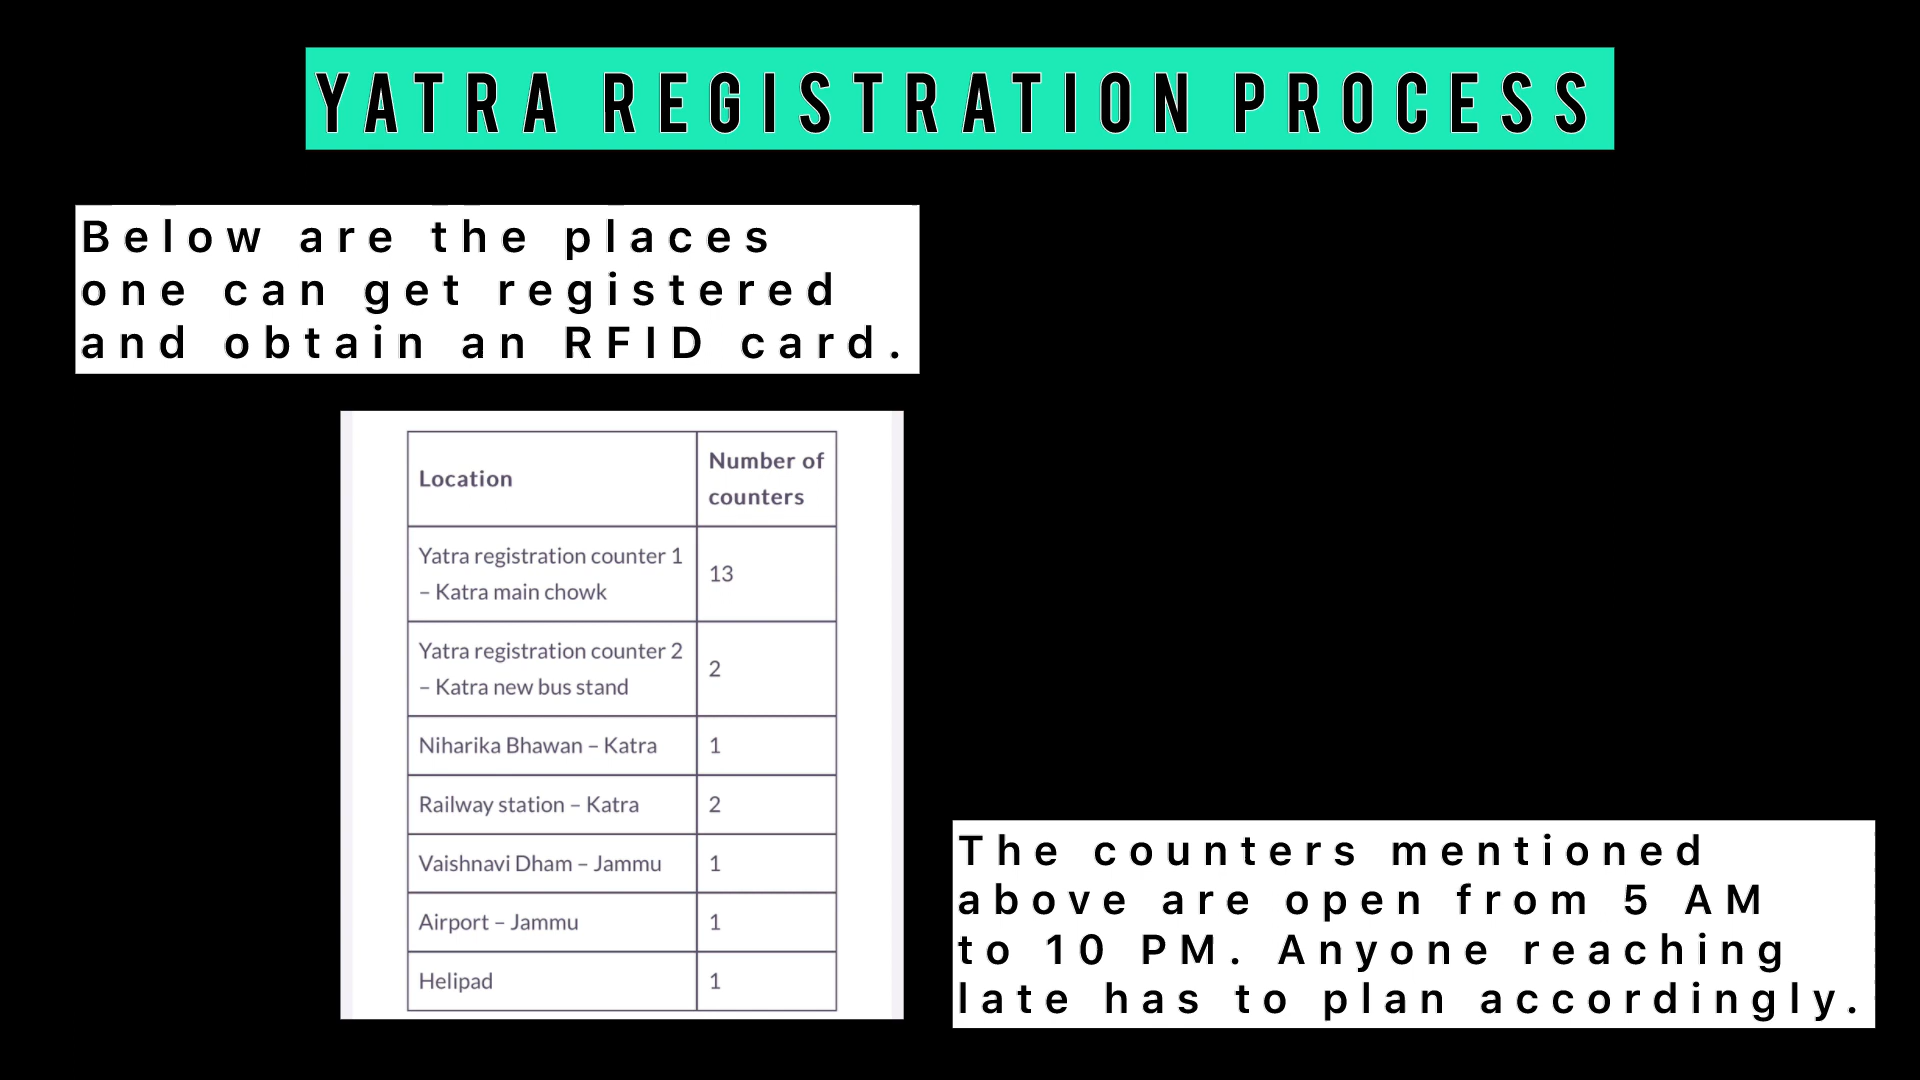 YATRA REGISTRATION PROCESS
Below are the places
one can get registered
and obtain an RFID card.
Location
Number of
counters
Yatra registration counter 1
– Katra main chowk
13
Yatra registration counter 2
– Katra new bus stand
2
Niharika Bhawan – Katra
1
Railway station – Katra
2
Vaishnavi Dham – Jammu
1
Airport – Jammu
1
Helipad
1
The counters mentioned
above are open from 5 AM
to 10 PM. Anyone reaching
late has to plan accordingly.